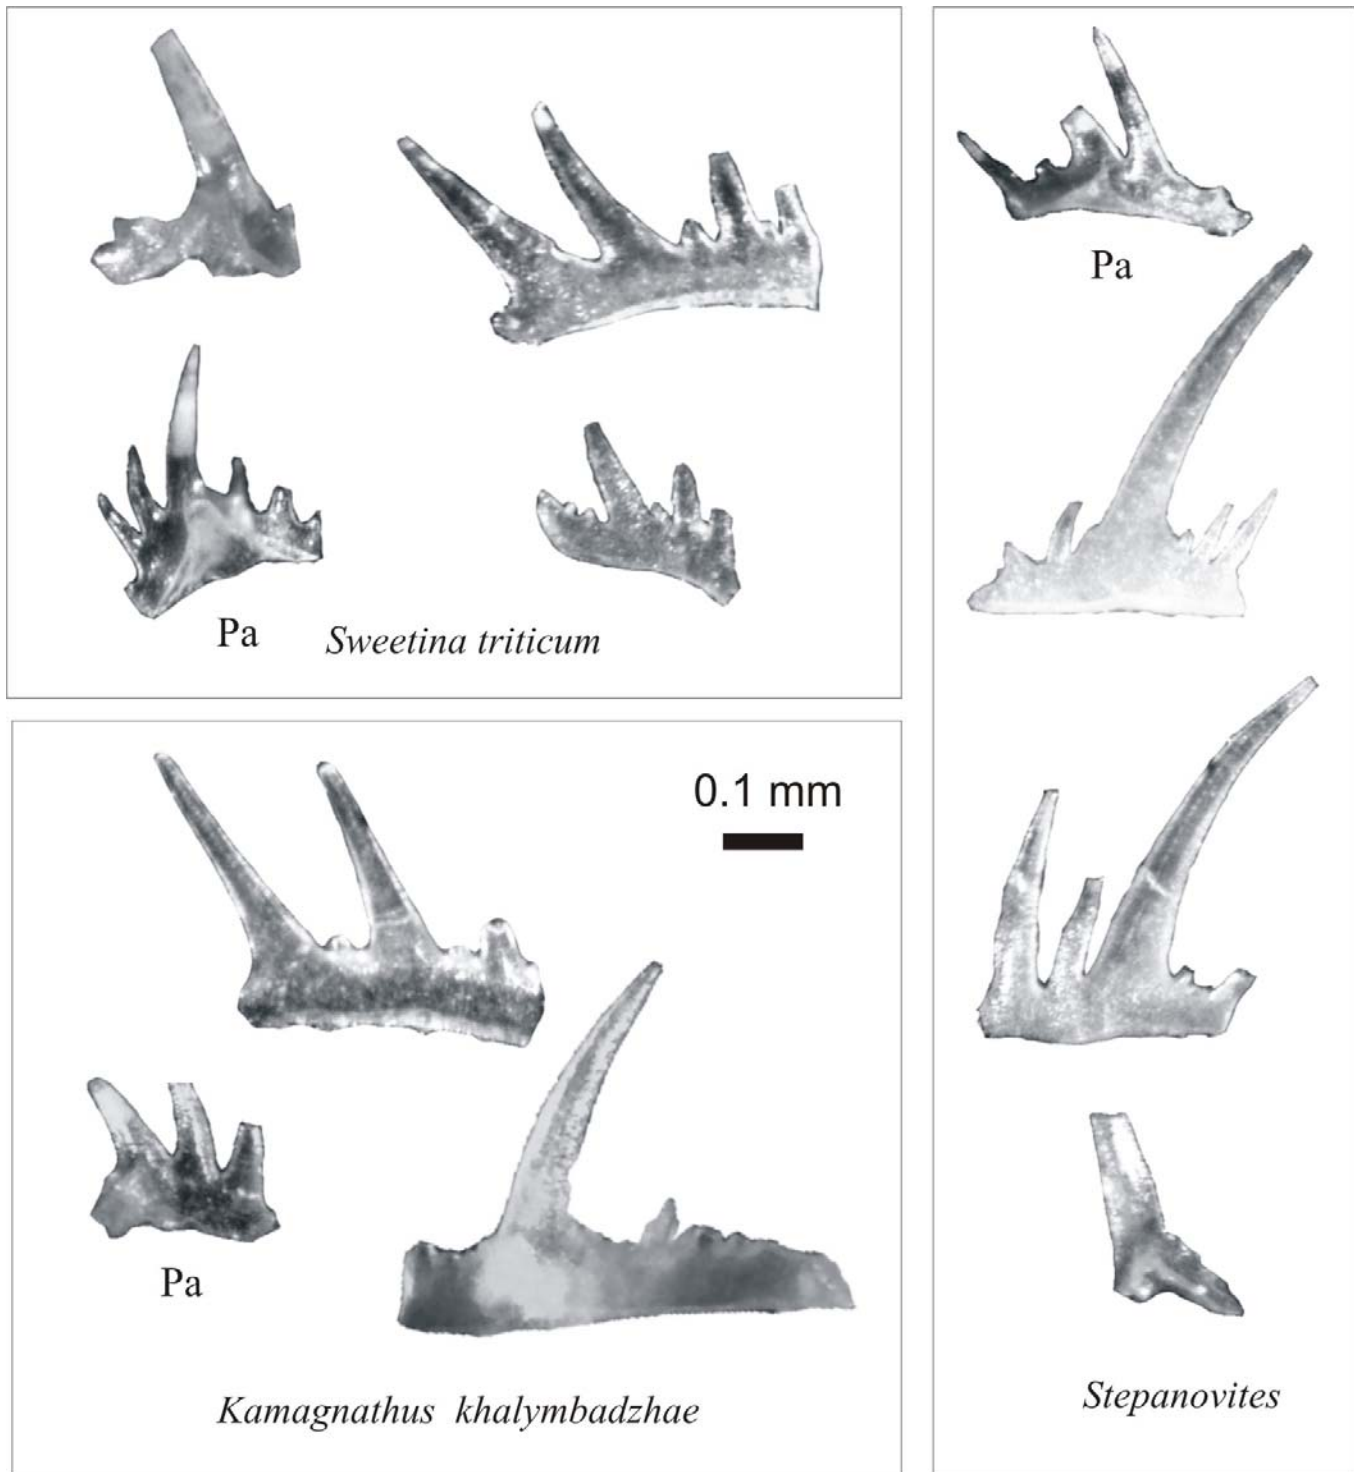 Pa
Sweetina triticum
0.1 mm
Pa
Kamagnathus khalymbadzhae
Pa
Stepanovites